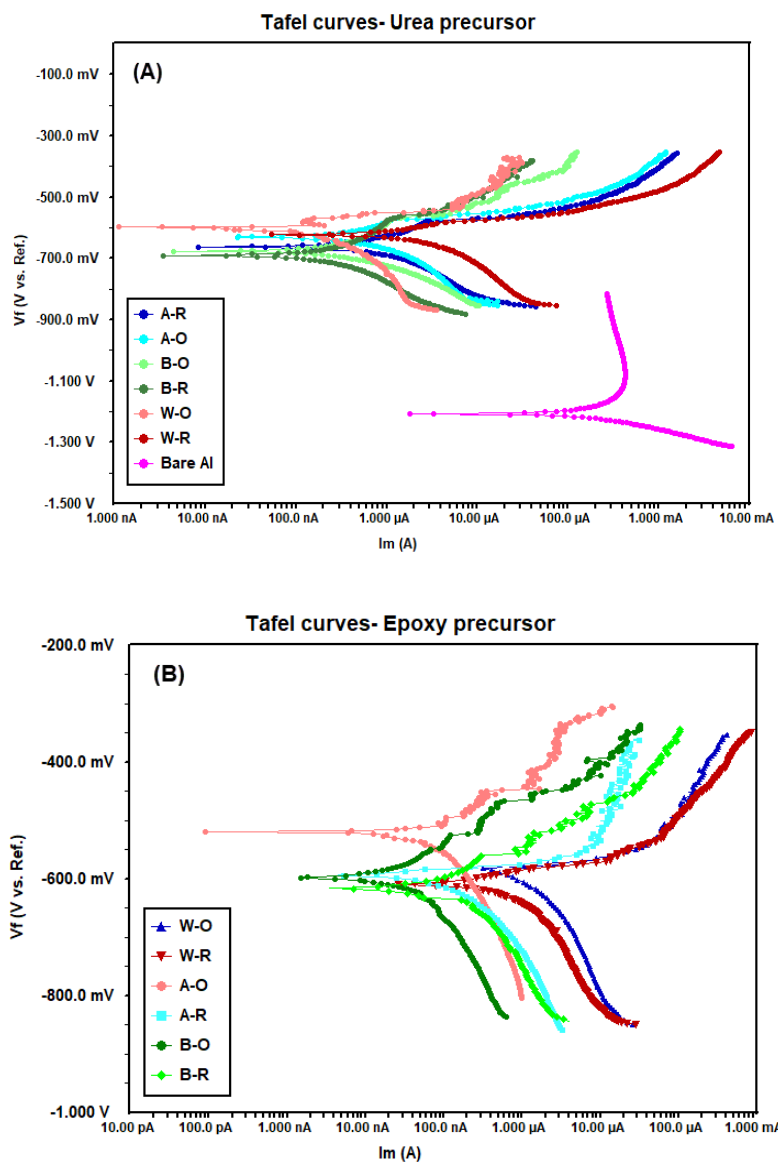 Tafel curves- Urea precursor
(A)
-100.0 mV
-300.0 mV
-500.0 mV
-700.0 mV
-900.0 mV
-1.100 V
-1.300 V
-1.500 V
Vf (V vs. Ref.)
A-R
A-O
B-O
B-R
W-O
W-R
Bare Al
1.000 nA 10.00 nA 100.0 nA 1.000 µA 10.00 µA 100.0 µA 1.000 mA 10.00 mA
Im (A)
Tafel curves- Epoxy precursor
(B)
-200.0 mV
-400.0 mV
-600.0 mV
-800.0 mV
-1.000 V
Vf (V vs. Ref.)
W-O
W-R
A-O
A-R
B-O
B-R
10.00 pA 100.0 pA 1.000 nA 10.00 nA 100.0 nA 1.000 µA 10.00 µA 100.0 µA 1.000 mA
Im (A)